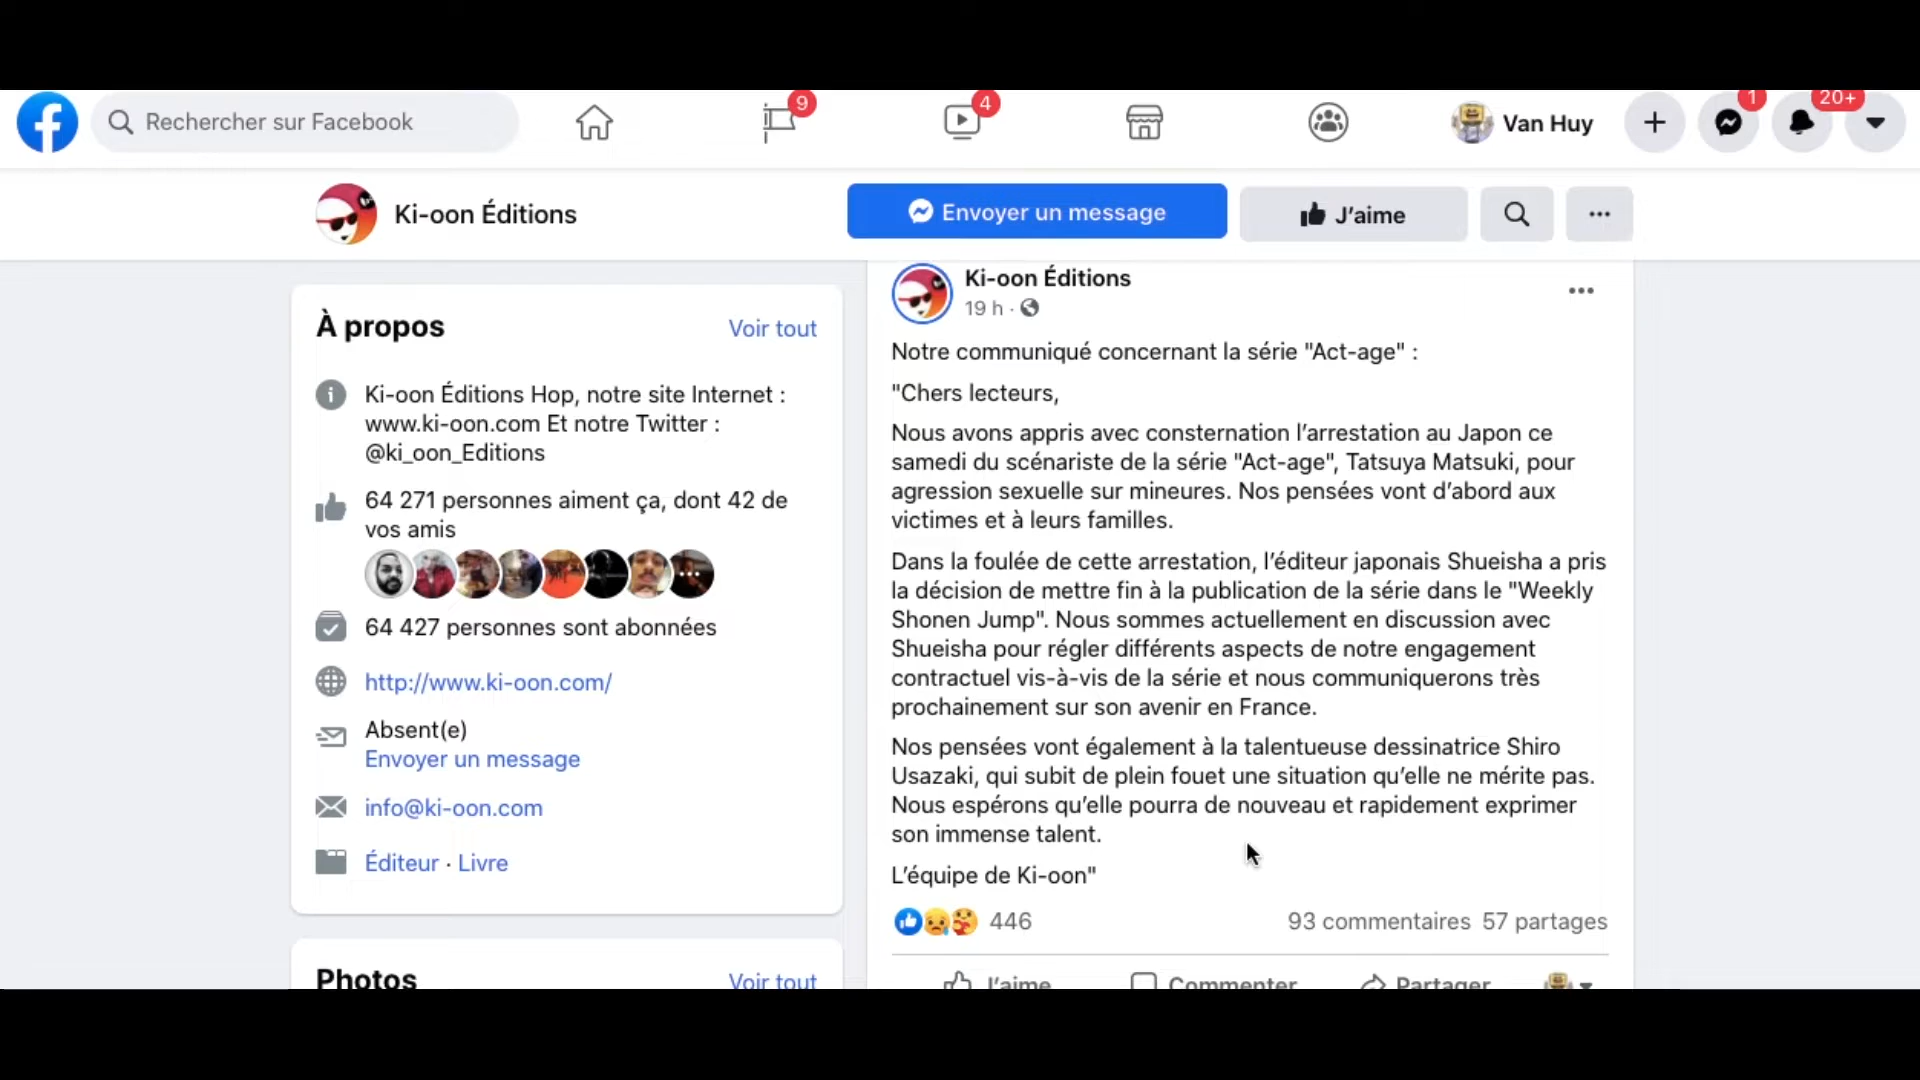 Rechercher sur Facebook
9
4
Van Huy
1
20+
Ki-oon Éditions
Envoyer un message
J'aime
À propos
Voir tout
Ki-oon Éditions Hop, notre site Internet :
www.ki-oon.com Et notre Twitter :
@ki_oon_Editions
64 271 personnes aiment ça, dont 42 de
vos amis
64 427 personnes sont abonnées
http://www.ki-oon.com/
Absent(e)
Envoyer un message
info@ki-oon.com
Éditeur · Livre
Photos
Voir tout
Ki-oon Éditions
19 h ·
Notre communiqué concernant la série "Act-age" :
"Chers lecteurs,
Nous avons appris avec consternation l'arrestation au Japon ce
samedi du scénariste de la série "Act-age", Tatsuya Matsuki, pour
agression sexuelle sur mineures. Nos pensées vont d'abord aux
victimes et à leurs familles.
Dans la foulée de cette arrestation, l'éditeur japonais Shueisha a pris
la décision de mettre fin à la publication de la série dans le "Weekly
Shonen Jump". Nous sommes actuellement en discussion avec
Shueisha pour régler différents aspects de notre engagement
contractuel vis-à-vis de la série et nous communiquerons très
prochainement sur son avenir en France.
Nos pensées vont également à la talentueuse dessinatrice Shiro
Usazaki, qui subit de plein fouet une situation qu'elle ne mérite pas.
Nous espérons qu'elle pourra de nouveau et rapidement exprimer
son immense talent.
L'équipe de Ki-oon"
446
93 commentaires 57 partages
J'aime
Commenter
Partager